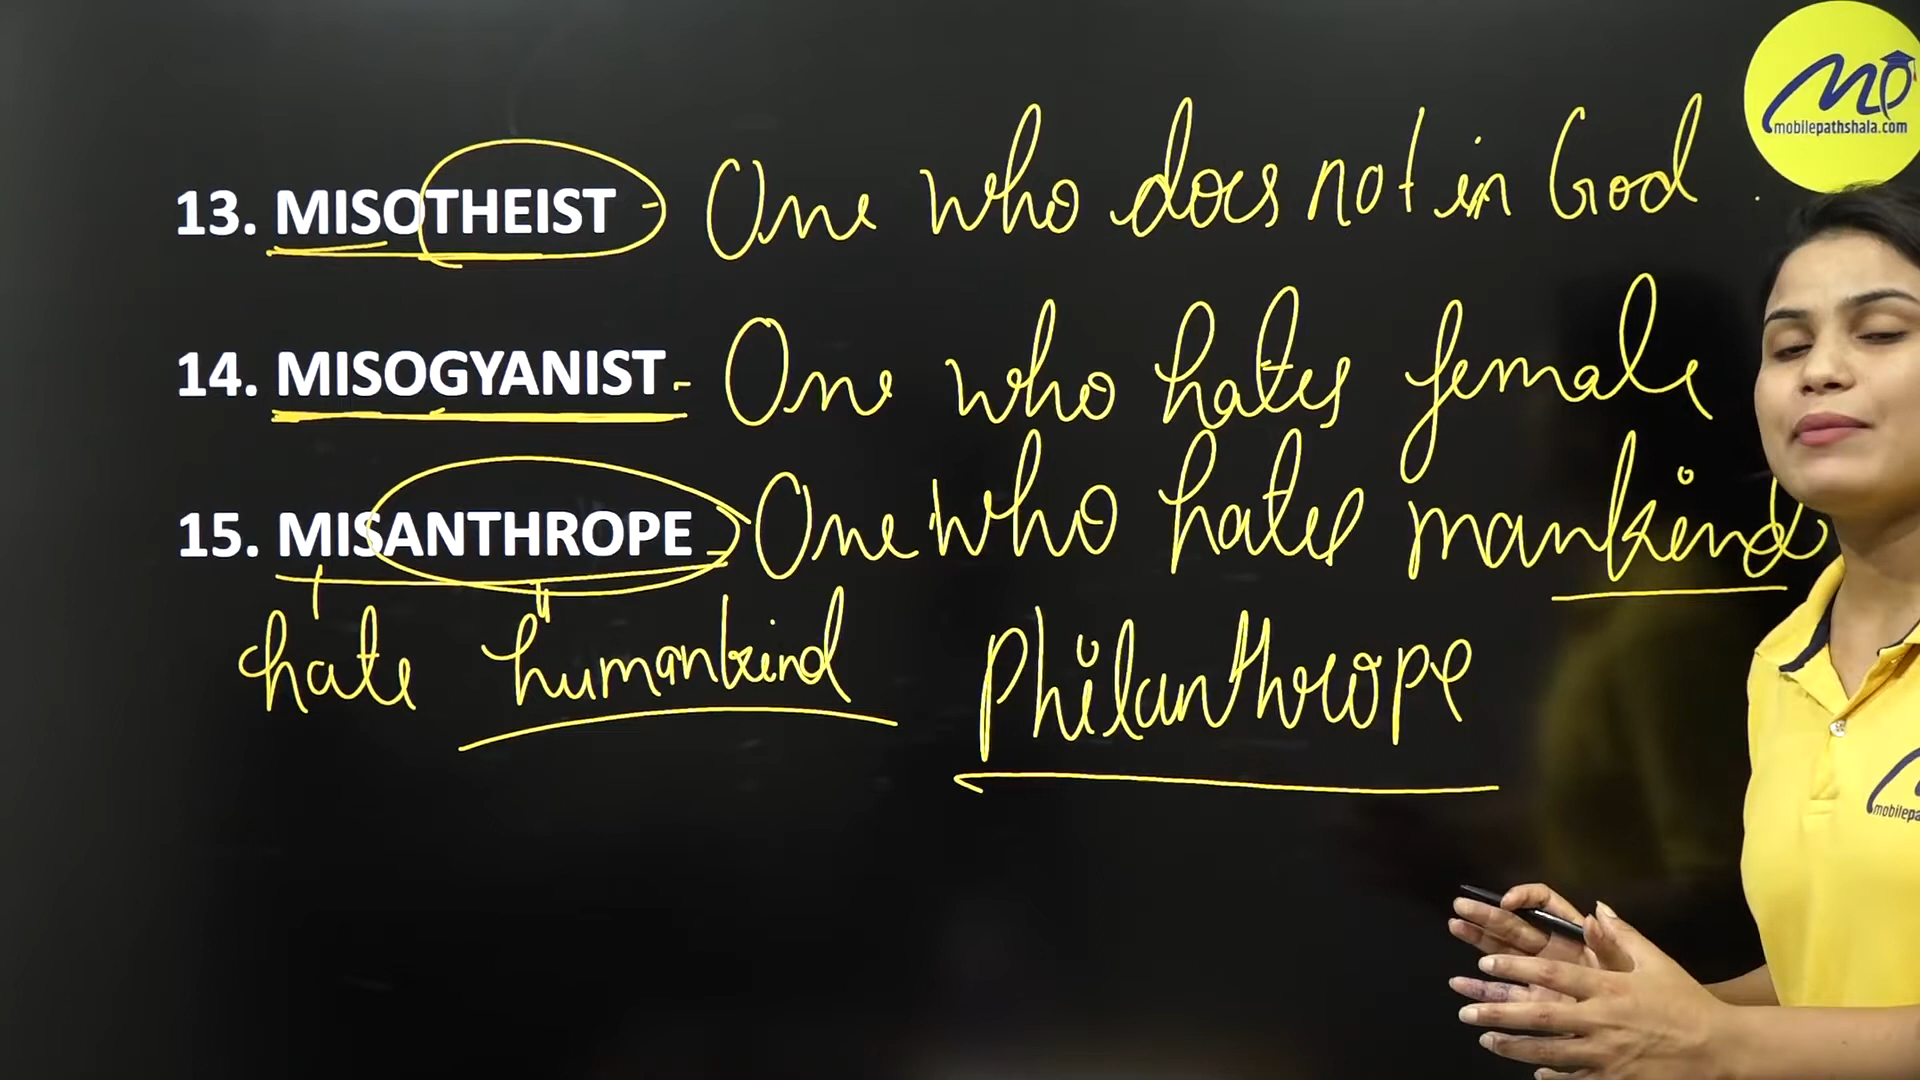 mobilepathshala.com
13. MISOTHEIST - One who does not in God
14. MISOGYANIST - One who hates female
15. MISANTHROPE - One who hates mankind
hate humankind Philanthrope